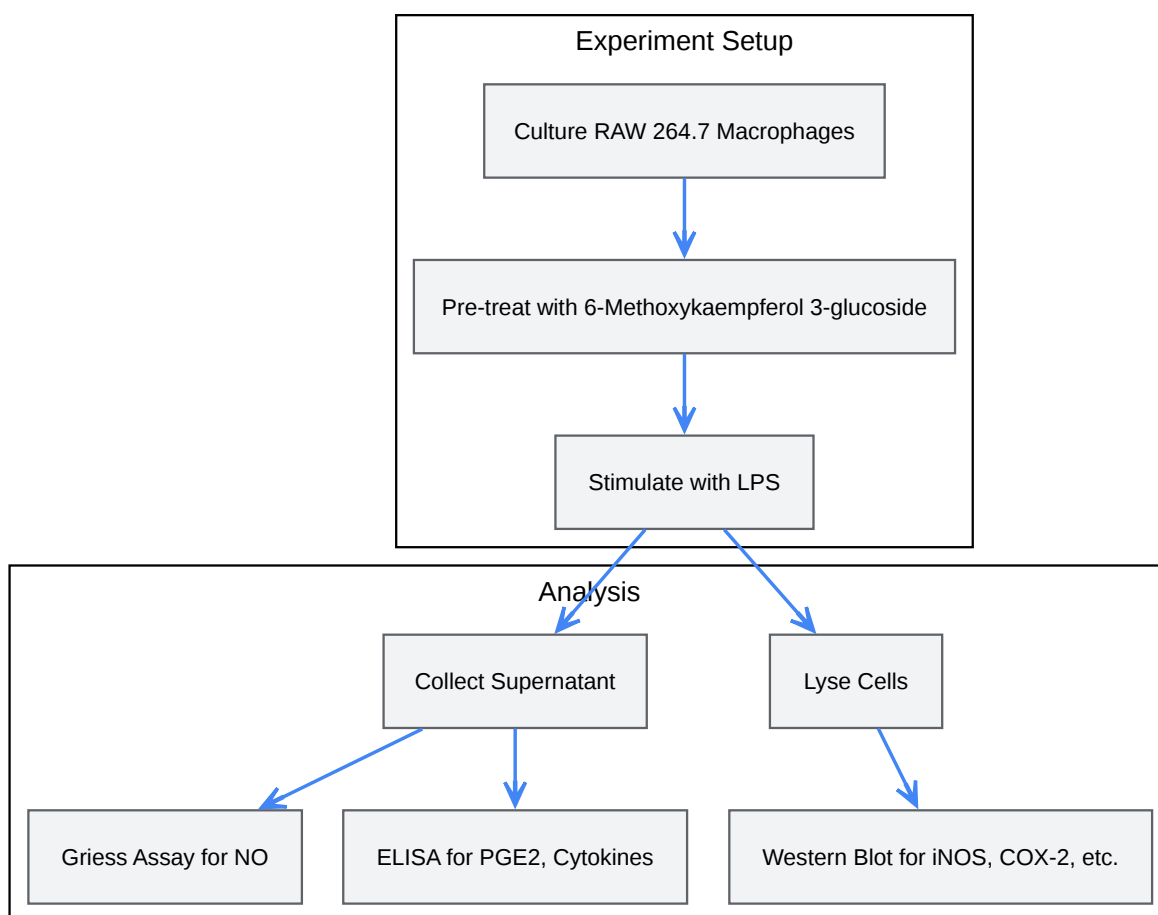 Experiment Setup
Culture RAW 264.7 Macrophages
Pre-treat with 6-Methoxykaempferol 3-glucoside
Stimulate with LPS
Analysis
Collect Supernatant
Lyse Cells
Griess Assay for NO
ELISA for PGE2, Cytokines
Western Blot for iNOS, COX-2, etc.